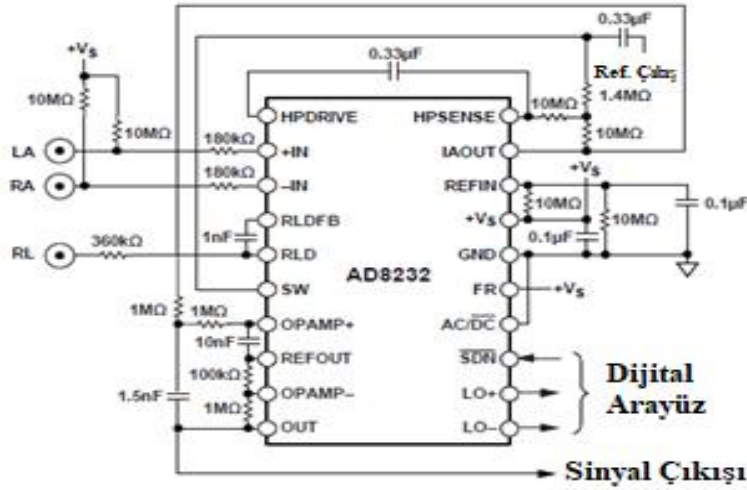 0.33µF
+Vs
0.33µF
Ref. Çıkış
10MΩ
HPDRIVE
HPSENSE
10MΩ
1.4MΩ
10MΩ
10MΩ
LA
180kΩ
+IN
IAOUT
+Vs
RA
180kΩ
–IN
REFIN
10MΩ
RLDFB
+Vs
10MΩ
0.1µF
1nF
0.1µF
RL
360kΩ
RLD
GND
AD8232
SW
FR
+Vs
1MΩ
1MΩ
OPAMP+
AC/DC
10nF
REFOUT
SDN
100kΩ
Dijital
1.5nF
OPAMP–
LO+
Arayüz
1MΩ
OUT
LO–
Sinyal Çıkışı